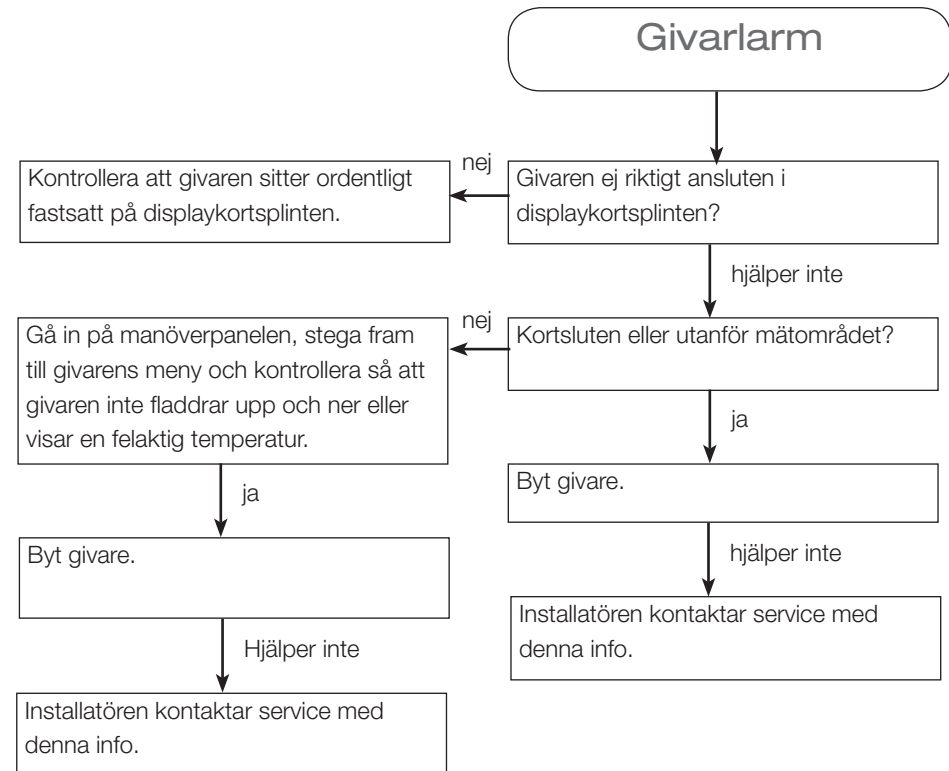 Givarlarm
nej
Kontrollera att givaren sitter ordentligt
fastsatt på displaykortsplinten.
Givaren ej riktigt ansluten i
displaykortsplinten?
hjälper inte
nej
Gå in på manöverpanelen, stega fram
till givarens meny och kontrollera så att
givaren inte fladdrar upp och ner eller
visar en felaktig temperatur.
Kortsluten eller utanför mätområdet?
ja
ja
Byt givare.
Byt givare.
hjälper inte
Installatören kontaktar service med
denna info.
Hjälper inte
Installatören kontaktar service med
denna info.